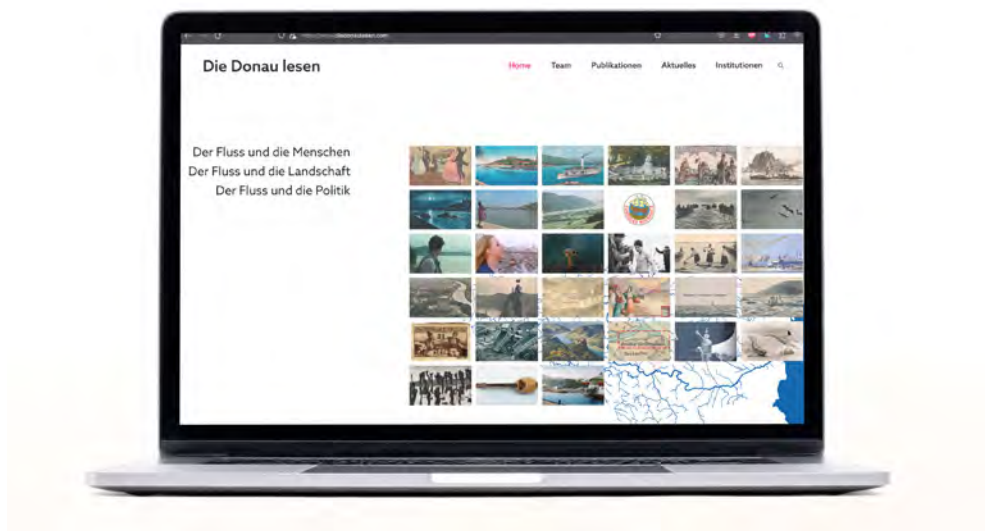 Die Donau lesen
Home Team Publikationen Aktuelles Institutionen
Der Fluss und die Menschen
Der Fluss und die Landschaft
Der Fluss und die Politik